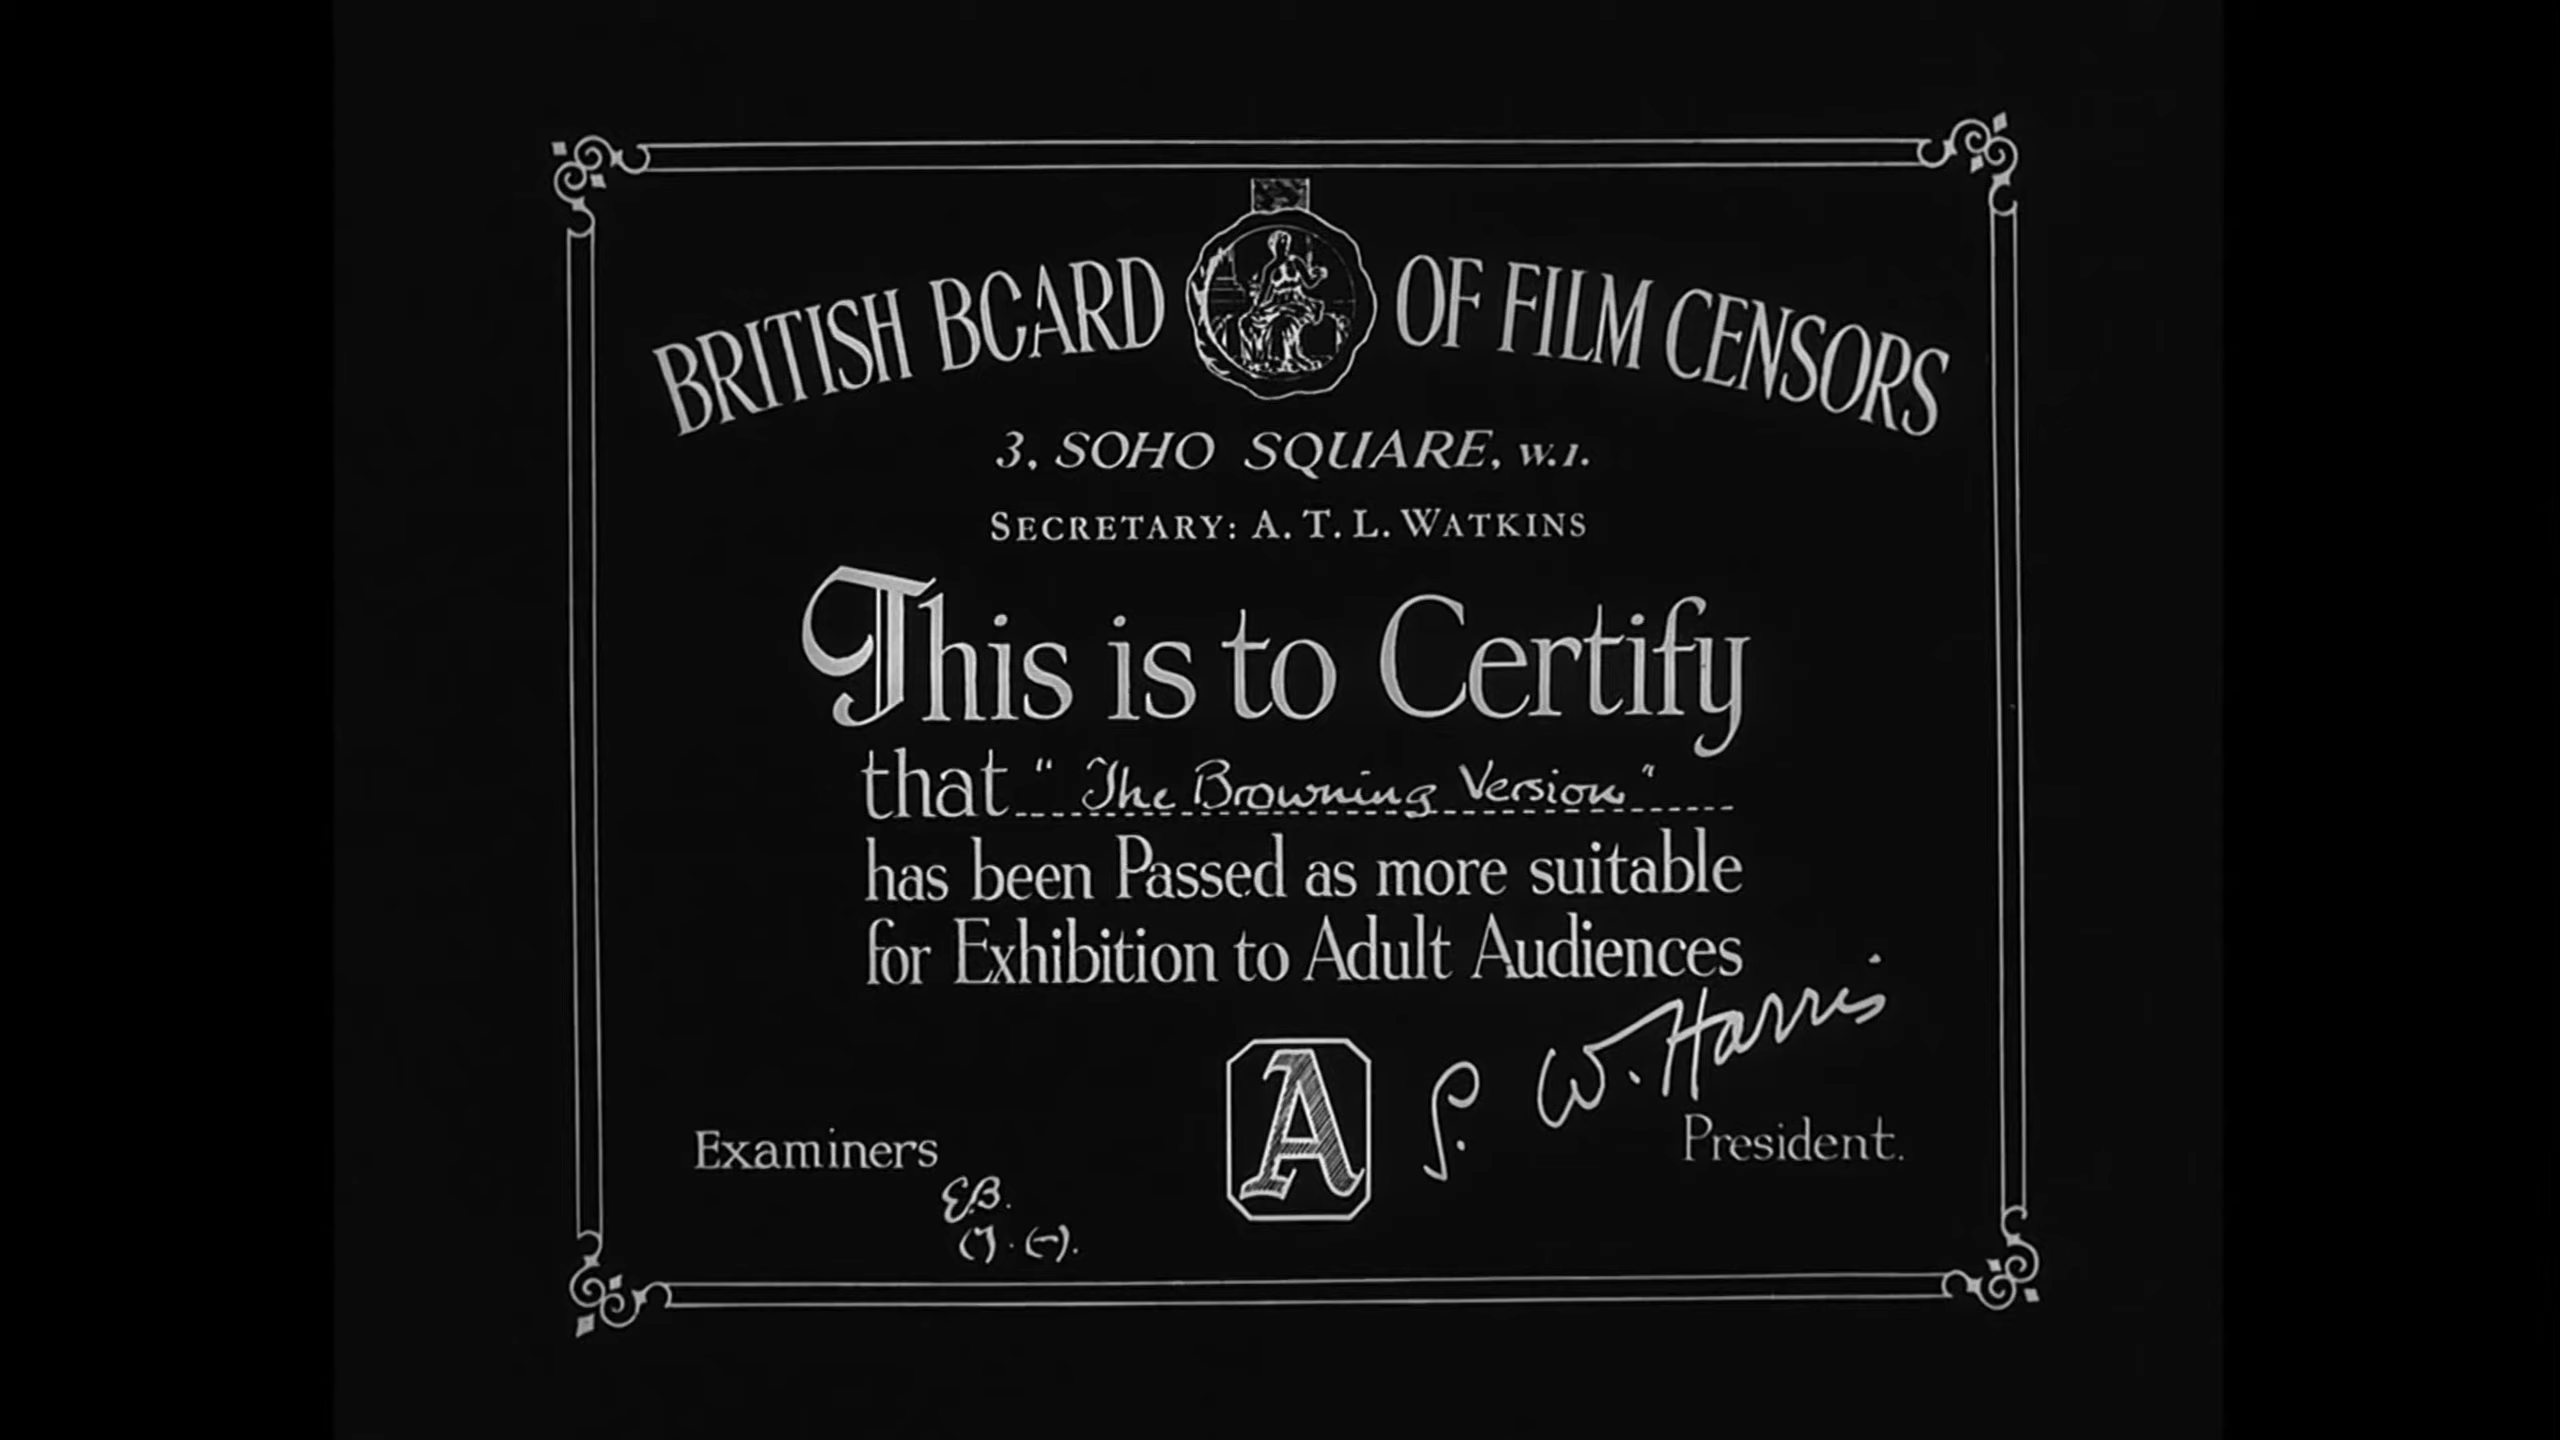 BRITISH BOARD OF FILM CENSORS
3, SOHO SQUARE, W.1.
SECRETARY: A. T. L. WATKINS
This is to Certify
that "The Browning Version"
has been Passed as more suitable
for Exhibition to Adult Audiences
A
S. W. Harris
Examiners
President.
E.B.